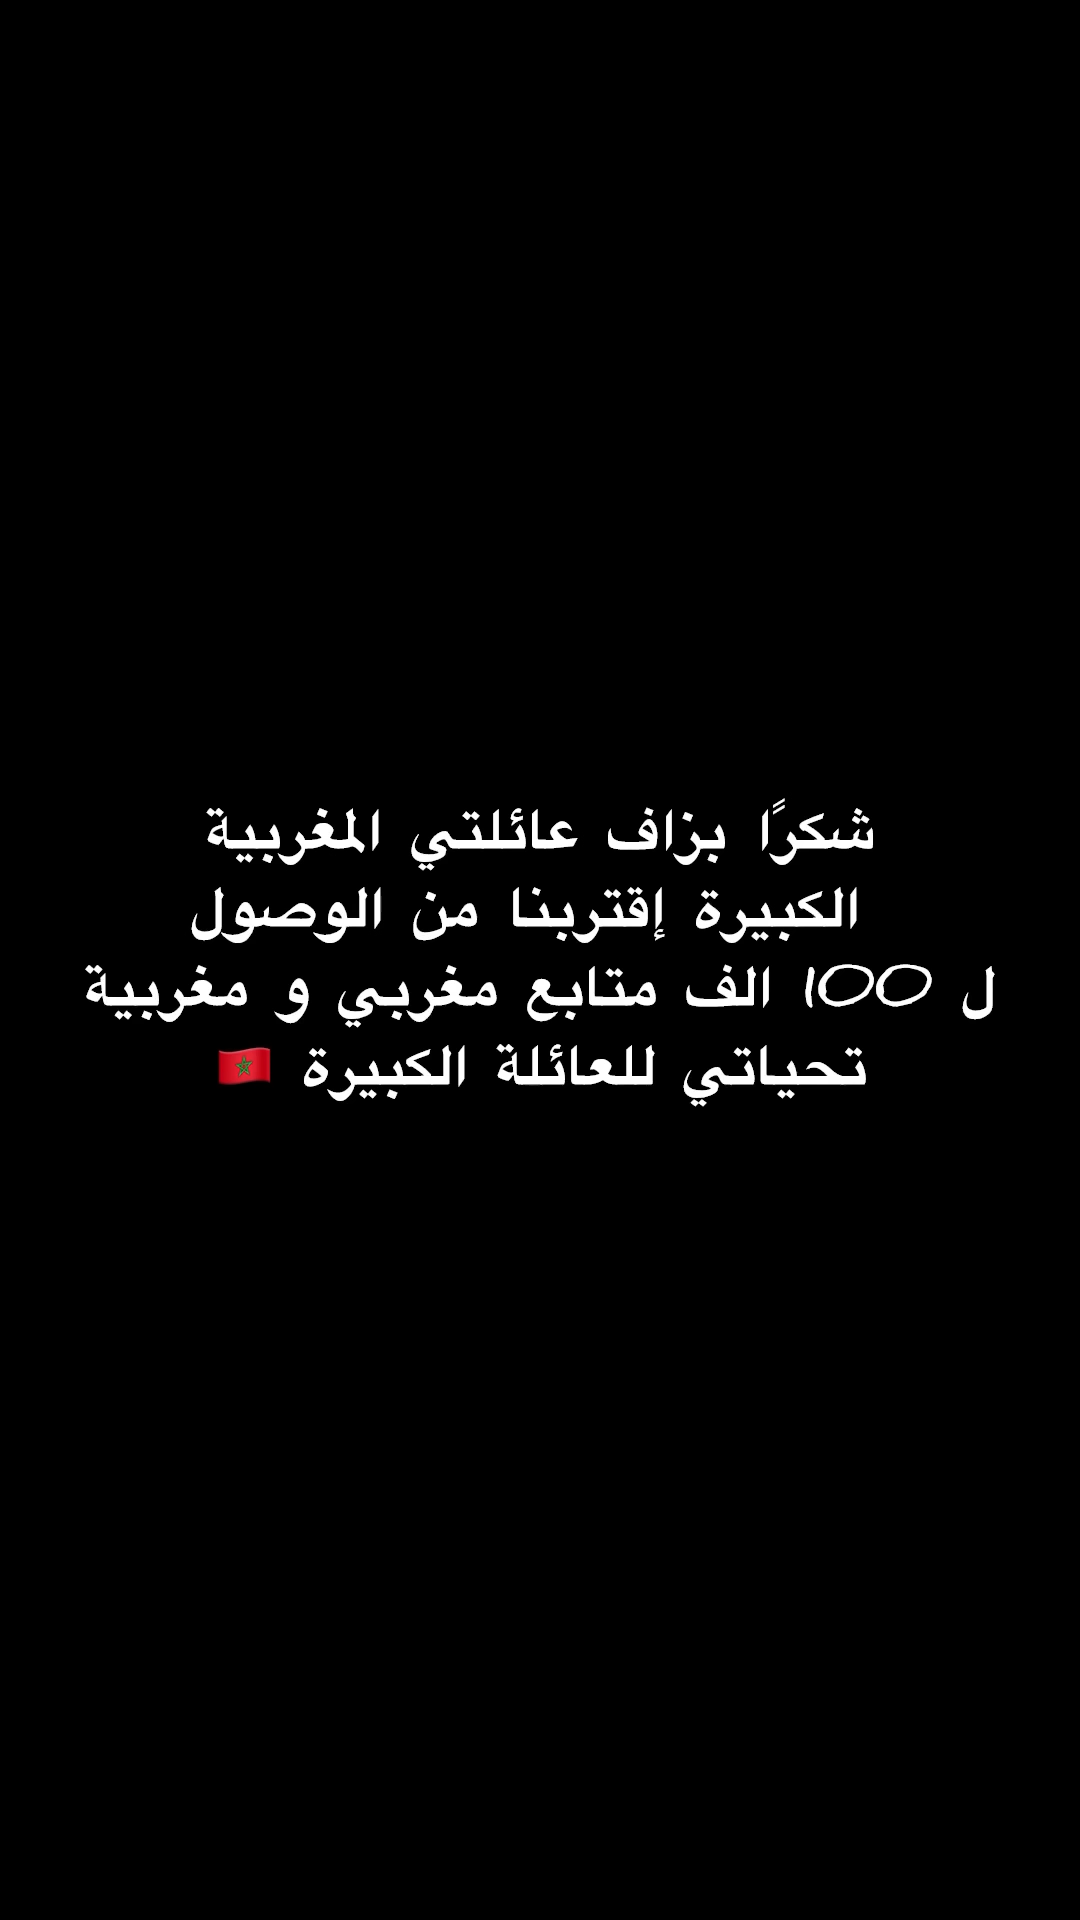 شكرًا بزاف عائلتي المغربية
الكبيرة إقتربنا من الوصول
ل 100 الف متابع مغربي و مغربية
تحياتي للعائلة الكبيرة 🇲🇦